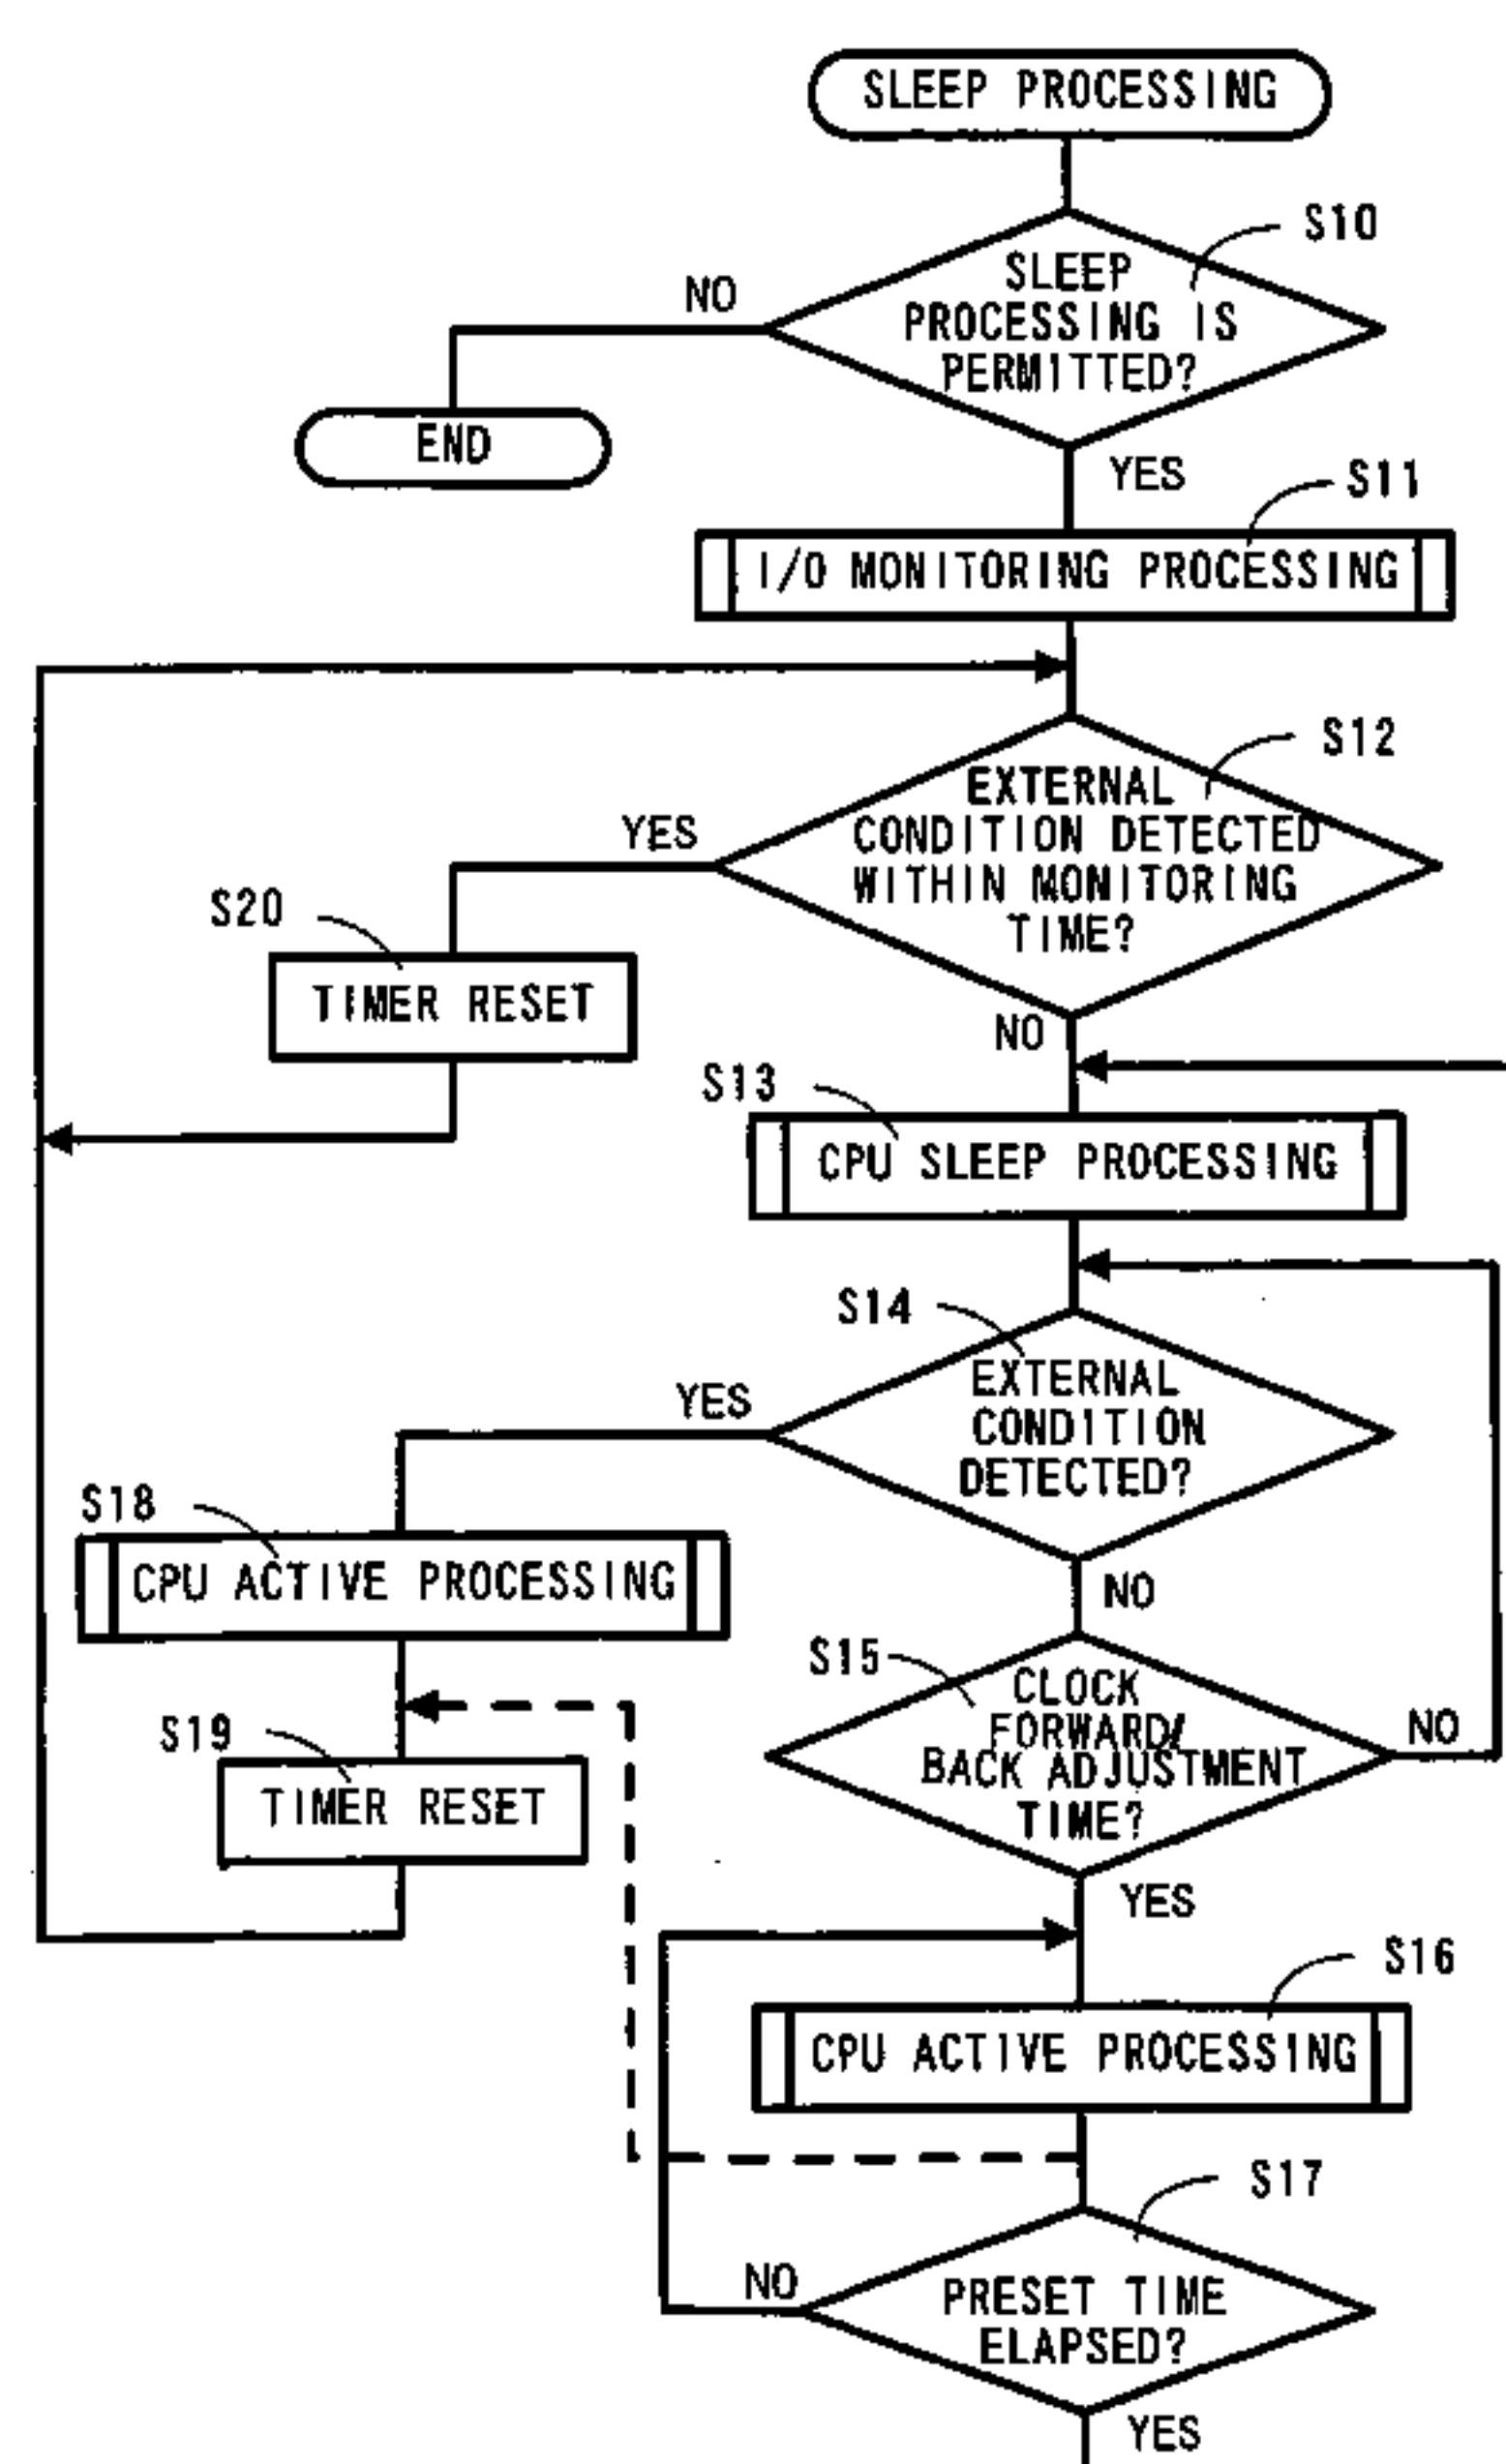 SLEEP PROCESSING
S10
SLEEP
PROCESSING IS
PERMITTED?
NO
END
YES
S11
I/O MONITORING PROCESSING
S12
EXTERNAL
CONDITION DETECTED
WITHIN MONITORING
TIME?
YES
S20
TIMER RESET
NO
S13
CPU SLEEP PROCESSING
S14
EXTERNAL
CONDITION
DETECTED?
YES
S18
CPU ACTIVE PROCESSING
NO
S15
CLOCK
FORWARD/
BACK ADJUSTMENT
TIME?
NO
S19
TIMER RESET
YES
S16
CPU ACTIVE PROCESSING
S17
PRESET TIME
ELAPSED?
NO
YES